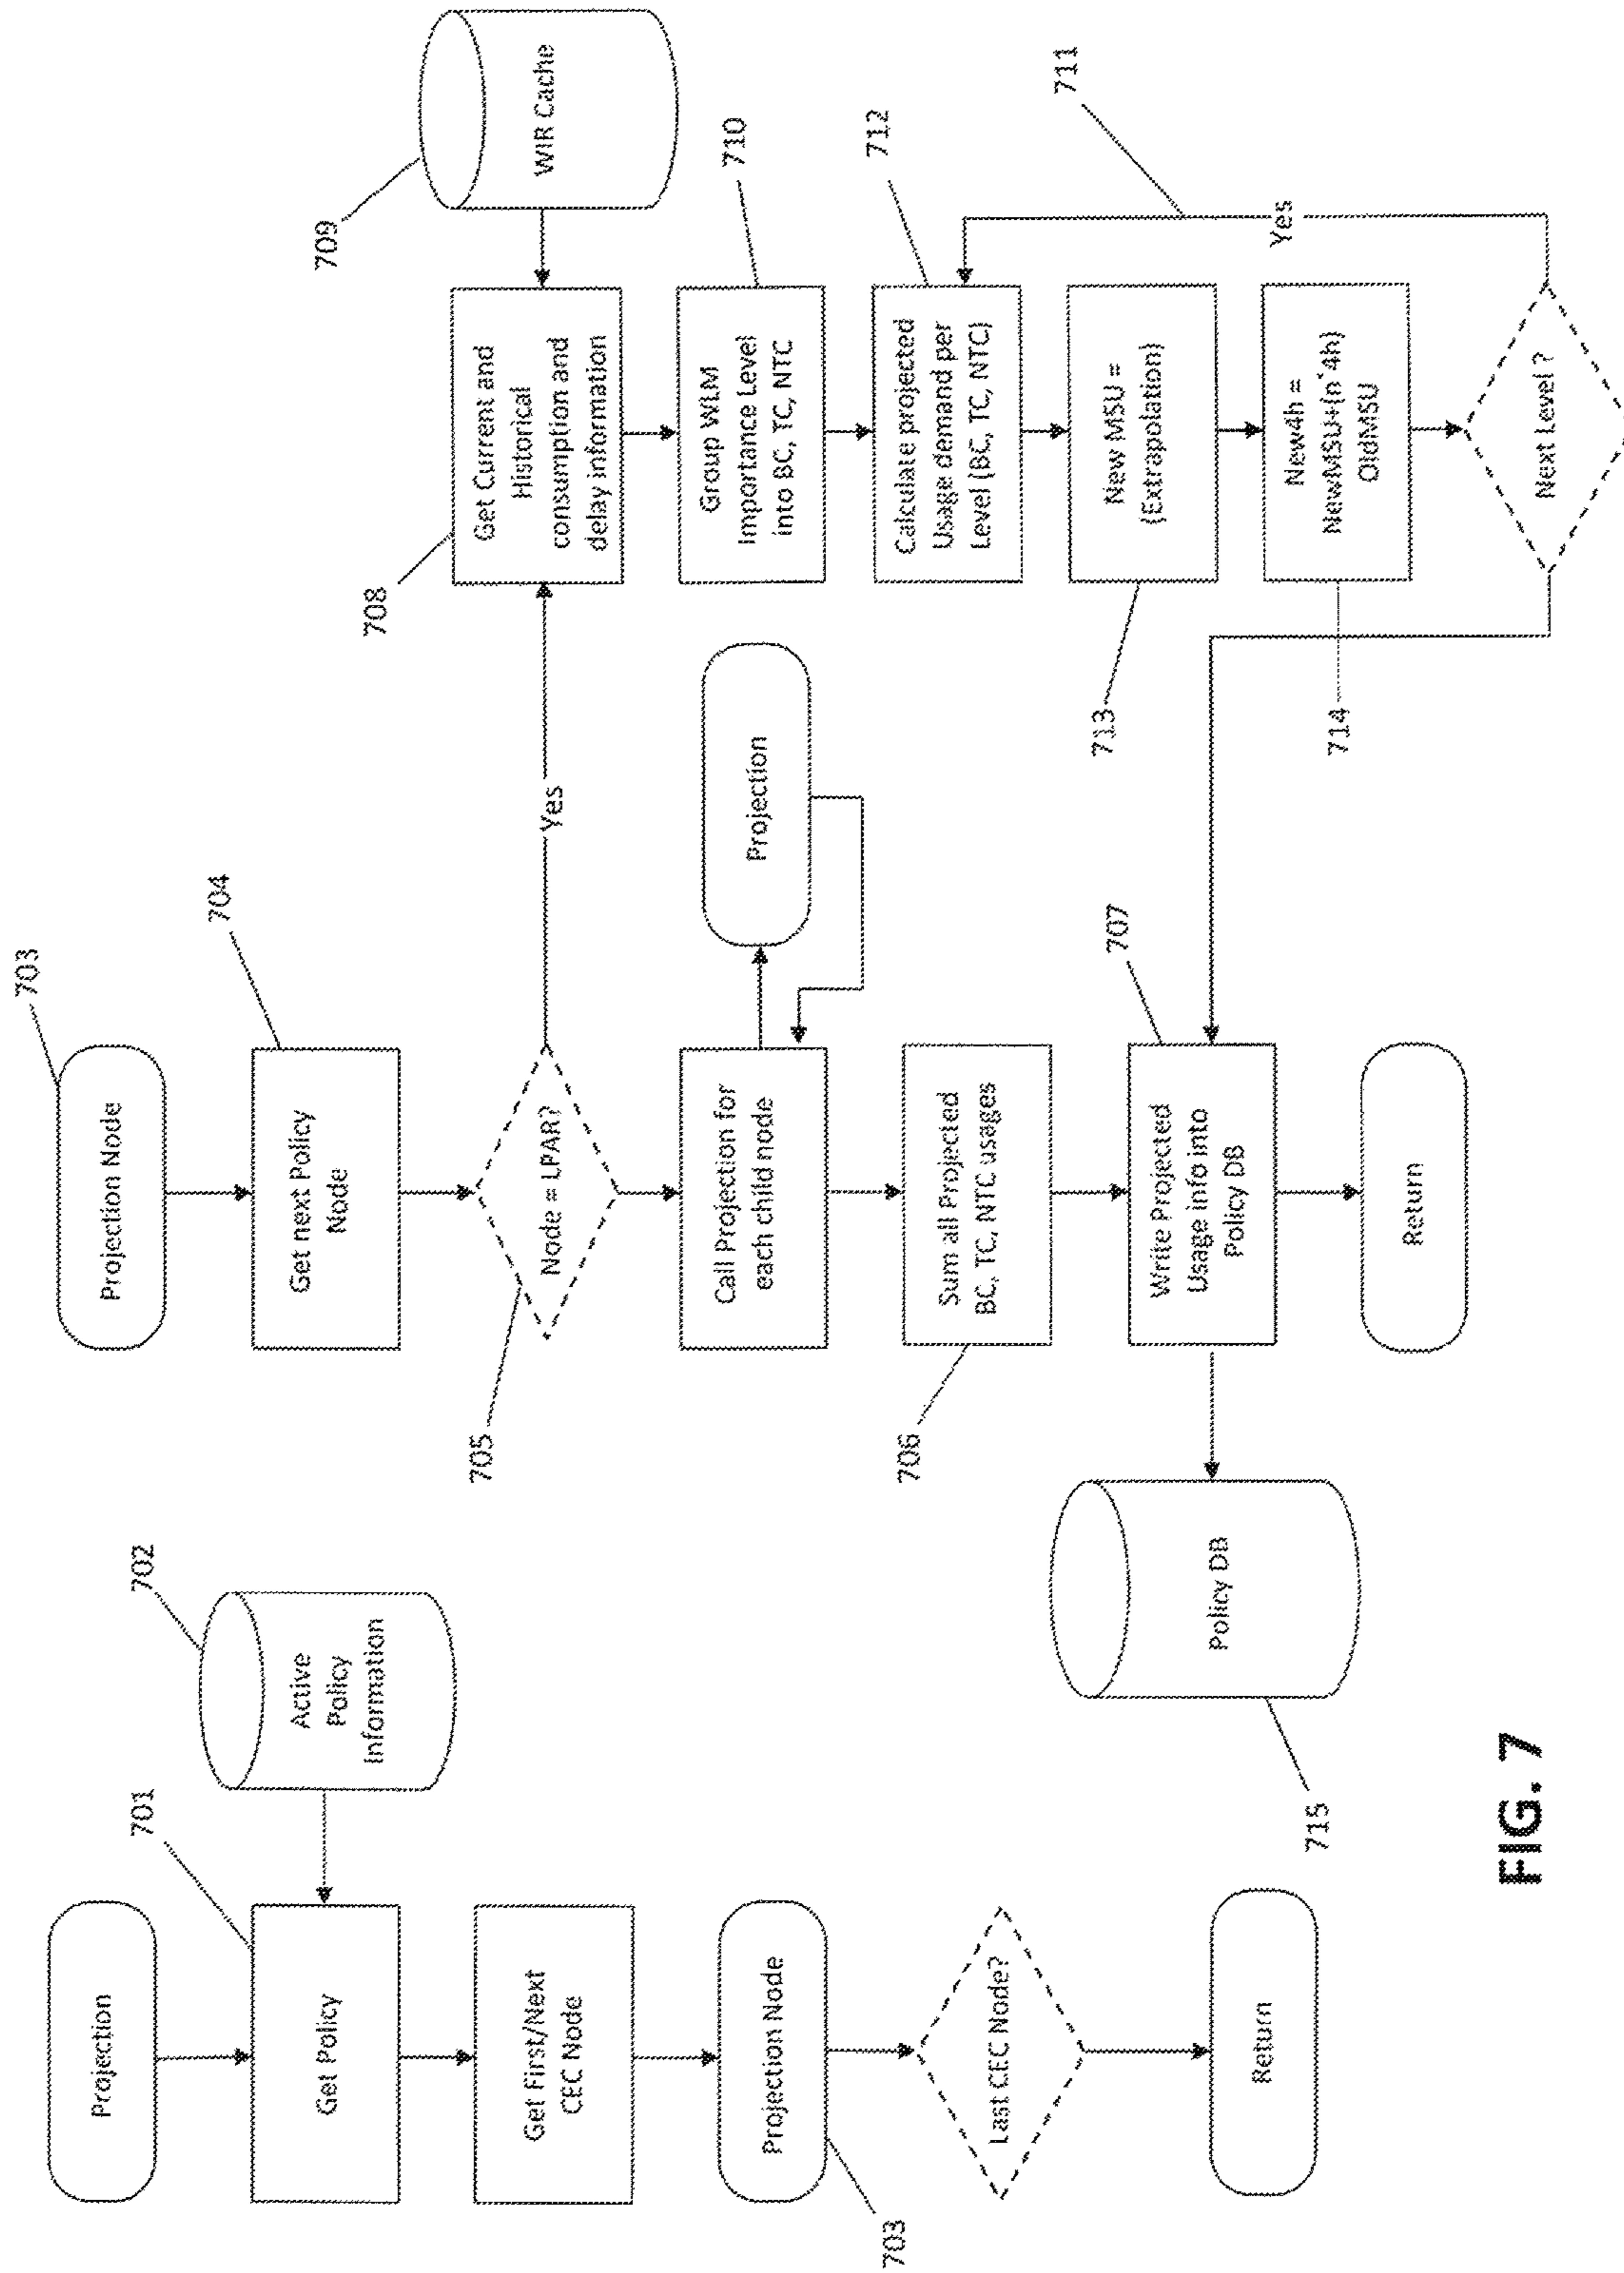 Projection
701
702
Get Policy
Active
Policy
Information
Get First/Next
CEC Node
Projection Node
703
Last CEC Node?
Return
703
Projection Node
704
Get next Policy
Node
705
Node = LPAR?
Yes
Call Projection for
each child node
Projection
706
Sum all Projected
BC, TC, NTC usages
707
Write Projected
Usage info into
Policy DB
Policy DB
715
Return
708
Get Current and
Historical
consumption and
delay information
709
WIR Cache
710
Group WLM
Importance Level
into BC, TC, NTC
712
Calculate projected
Usage demand per
Level (BC, TC, NTC)
711
713
New MSU =
(Extrapolation)
714
New4h =
NewMSU+(n*4h)
OldMSU
Next Level ?
Yes
FIG. 7